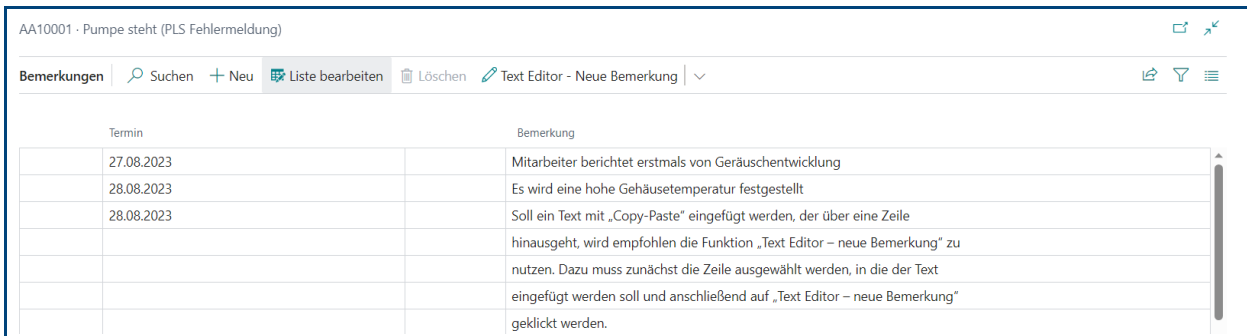 AA10001 · Pumpe steht (PLS Fehlermeldung)
Bemerkungen Suchen Neu Liste bearbeiten Löschen Text Editor - Neue Bemerkung
Termin Bemerkung
27.08.2023 Mitarbeiter berichtet erstmals von Geräuschentwicklung
28.08.2023 Es wird eine hohe Gehäusetemperatur festgestellt
28.08.2023 Soll ein Text mit „Copy-Paste“ eingefügt werden, der über eine Zeile
hinausgeht, wird empfohlen die Funktion „Text Editor – neue Bemerkung“ zu
nutzen. Dazu muss zunächst die Zeile ausgewählt werden, in die der Text
eingefügt werden soll und anschließend auf „Text Editor – neue Bemerkung“
geklickt werden.